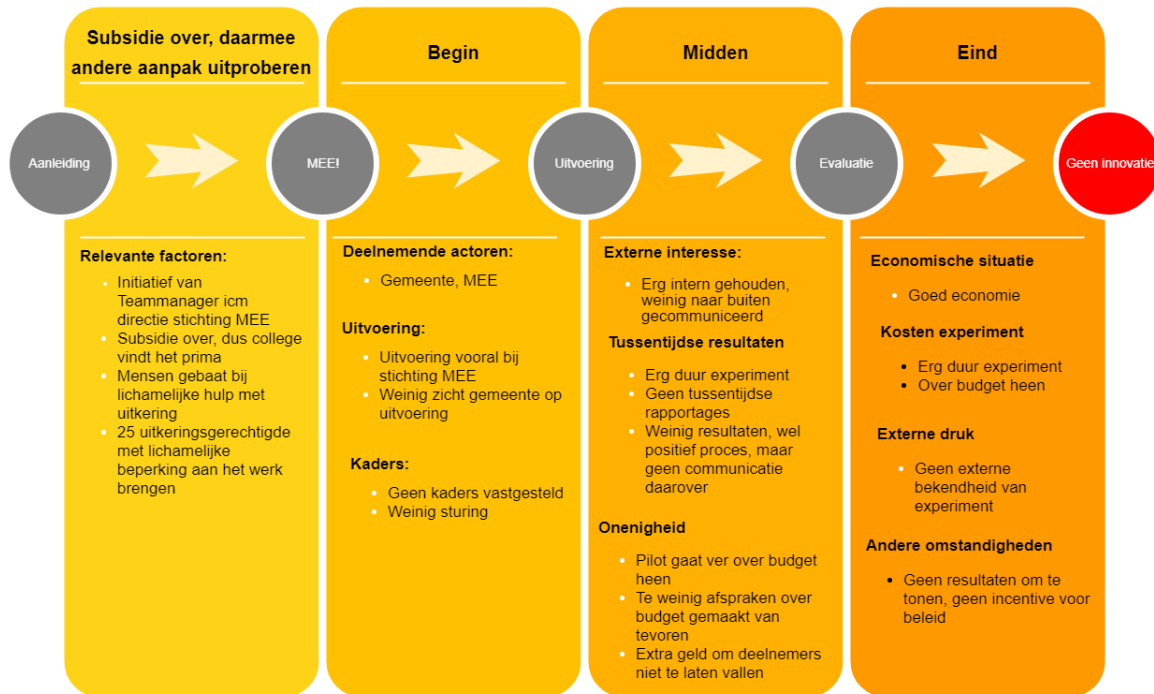 Subsidie over, daarmee
andere aanpak uitproberen
Begin
Midden
Eind
Aanleiding
MEE!
Uitvoering
Evaluatie
Geen innovatie
Relevante factoren:
Initiatief van
Teammanager icm
directie stichting MEE
Subsidie over, dus college
vindt het prima
Mensen gebaat bij
lichamelijke hulp met
uitkering
25 uitkeringsgerechtigde
met lichamelijke
beperking aan het werk
brengen
Deelnemende actoren:
Gemeente, MEE
Uitvoering:
Uitvoering vooral bij
stichting MEE
Weinig zicht gemeente op
uitvoering
Kaders:
Geen kaders vastgesteld
Weinig sturing
Externe interesse:
Erg intern gehouden,
weinig naar buiten
gecommuniceerd
Tussentijdse resultaten
Erg duur experiment
Geen tussentijdse
rapportages
Weinig resultaten, wel
positief proces, maar
geen communicatie
daarover
Onenigheid
Pilot gaat ver over budget
heen
Te weinig afspraken over
budget gemaakt van
tevoren
Extra geld om deelnemers
niet te laten vallen
Economische situatie
Goed economie
Kosten experiment
Erg duur experiment
Over budget heen
Externe druk
Geen externe
bekendheid van
experiment
Andere omstandigheden
Geen resultaten om te
tonen, geen incentive voor
beleid